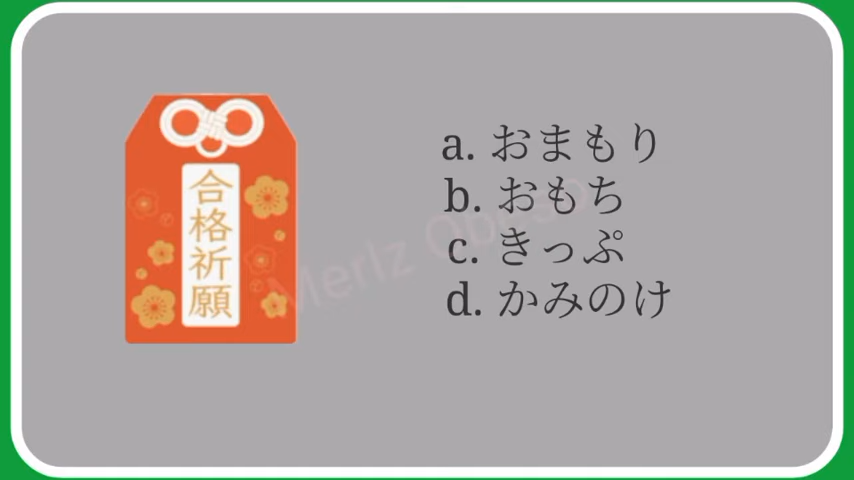 合格祈願
a. おまもり
b. おもち
c. きっぷ
d. かみのけ